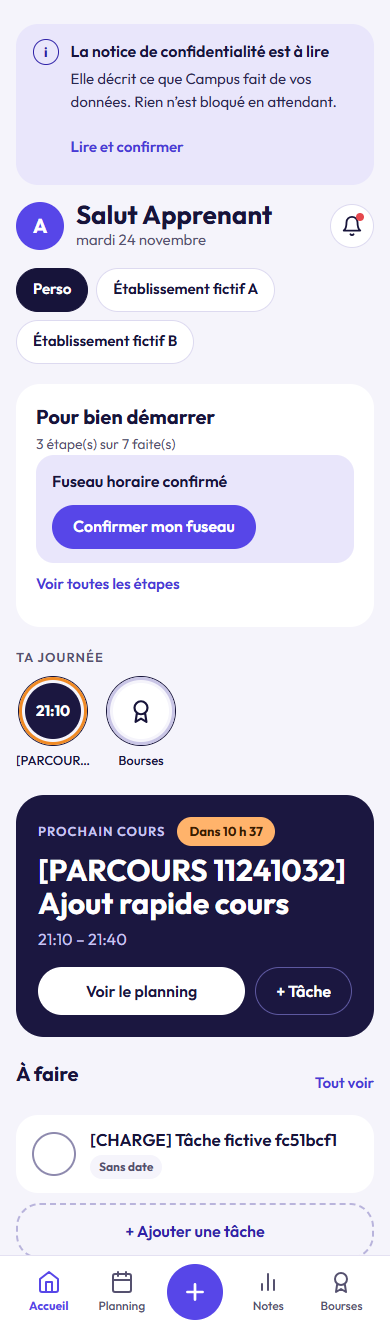 La notice de confidentialité est à lire
Elle décrit ce que Campus fait de vos
données. Rien n’est bloqué en attendant.
Lire et confirmer
A
Salut Apprenant
mardi 24 novembre
Perso
Établissement fictif A
Établissement fictif B
Pour bien démarrer
3 étape(s) sur 7 faite(s)
Fuseau horaire confirmé
Confirmer mon fuseau
Voir toutes les étapes
TA JOURNÉE
21:10
[PARCOUR...
Bourses
PROCHAIN COURS
Dans 10 h 37
[PARCOURS 11241032]
Ajout rapide cours
21:10 – 21:40
Voir le planning
+ Tâche
À faire
Tout voir
[CHARGE] Tâche fictive fc51bcf1
Sans date
+ Ajouter une tâche
Accueil
Planning
Notes
Bourses